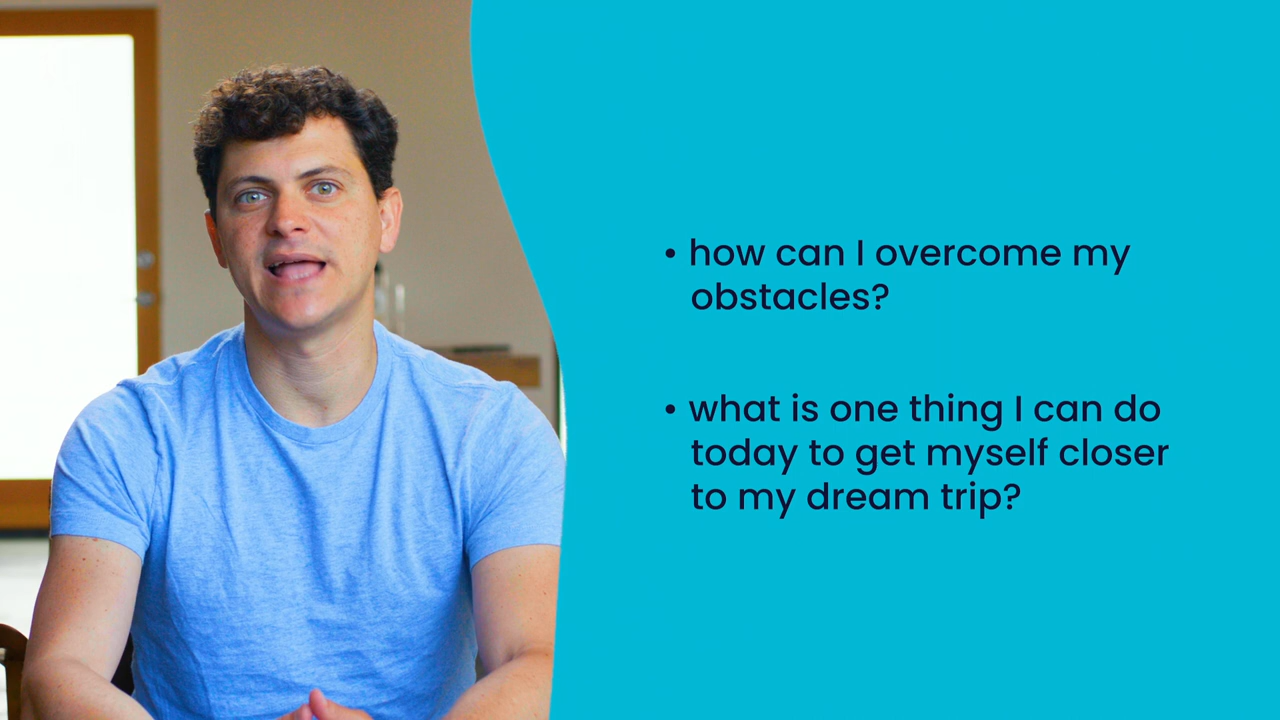 • how can I overcome my
obstacles?
• what is one thing I can do
today to get myself closer
to my dream trip?